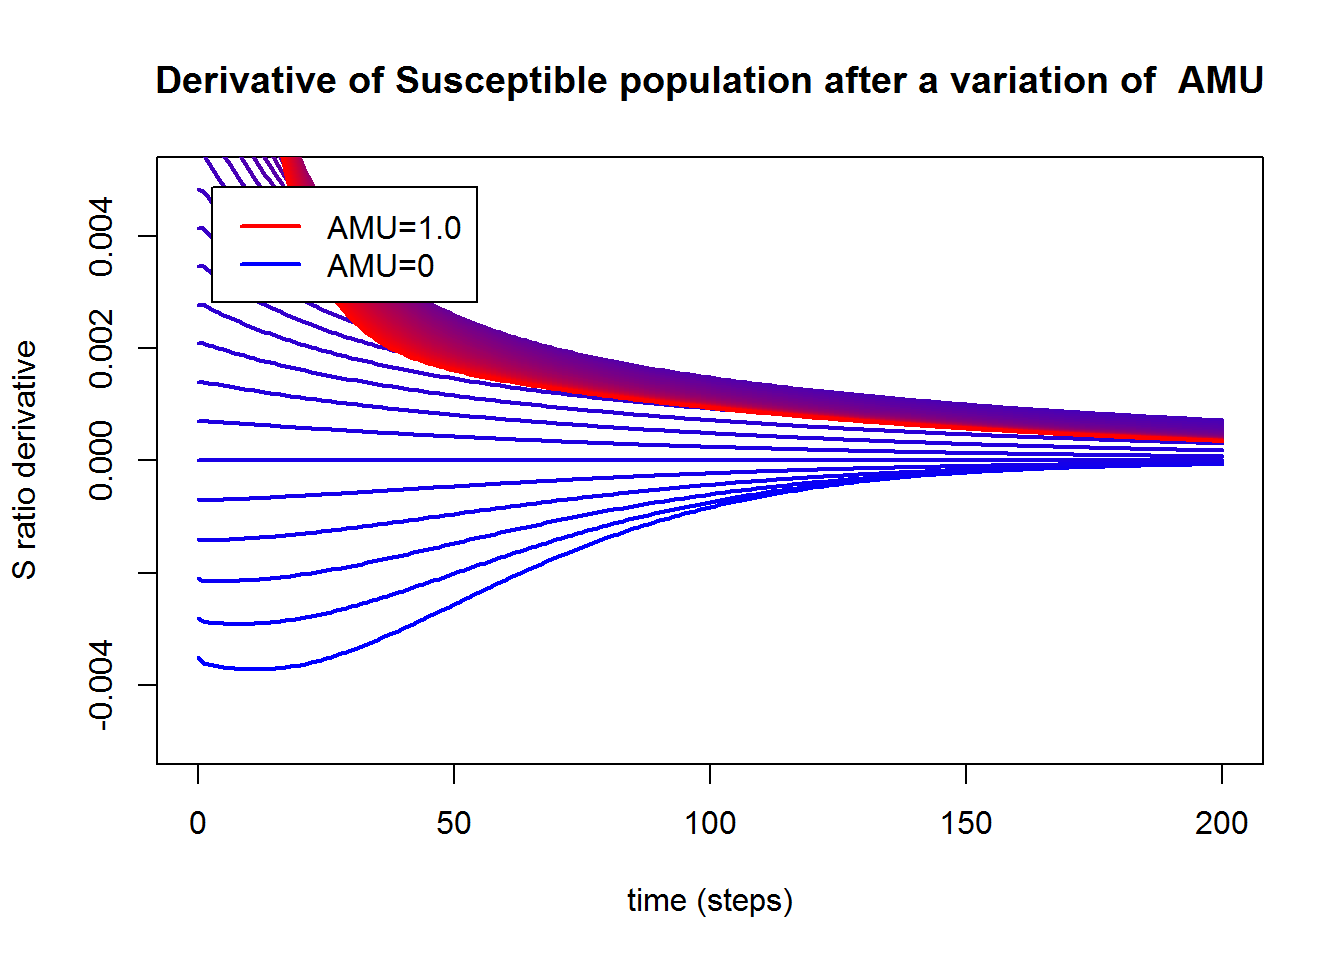 Derivative of Susceptible population after a variation of  AMU
S ratio derivative
0.004
0.002
0.000
-0.004
AMU=1.0
AMU=0
0 50 100 150 200
time (steps)